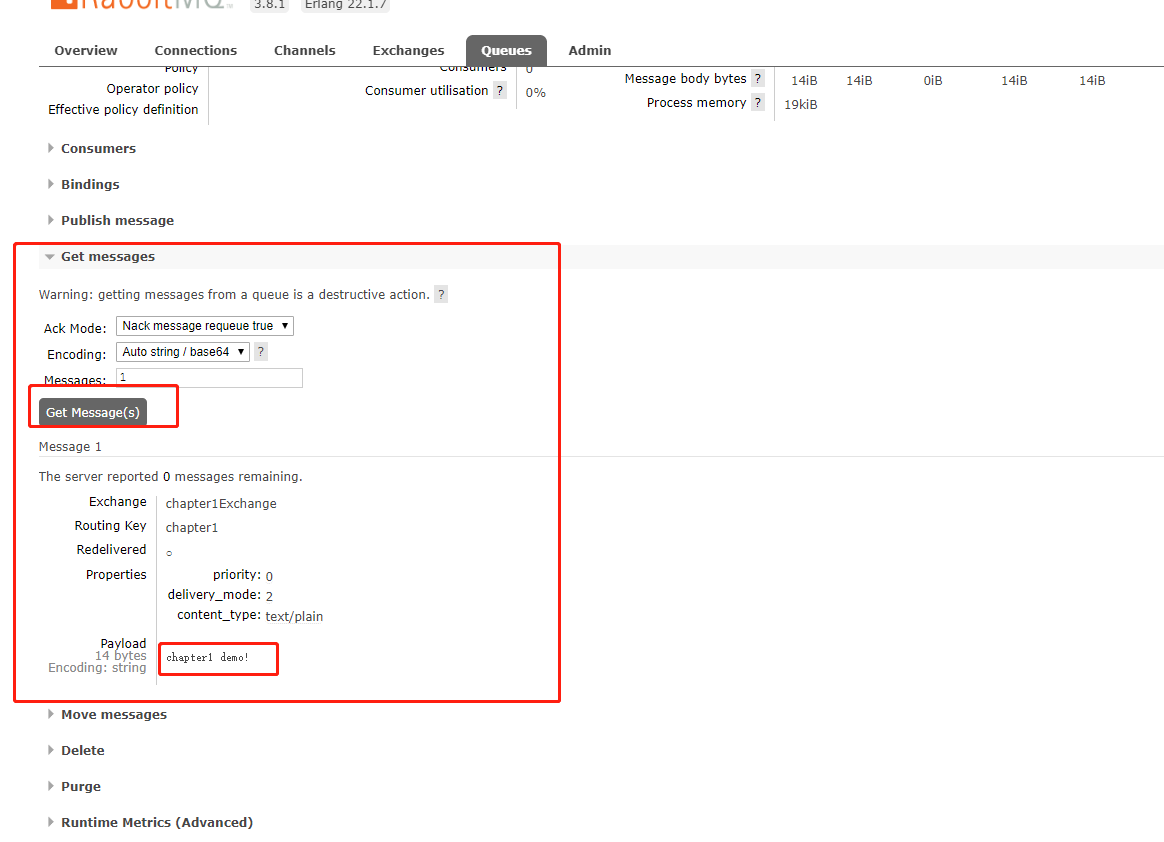 RabbitMQ 3.8.1 Erlang 22.1.7
Overview Connections Channels Exchanges Queues Admin
Policy Consumers 0
Operator policy Consumer utilisation ? 0% Message body bytes ? 14iB 14iB 0iB 14iB 14iB
Effective policy definition Process memory ? 19kiB
Consumers
Bindings
Publish message
Get messages
Warning: getting messages from a queue is a destructive action. ?
Ack Mode: Nack message requeue true
Encoding: Auto string / base64 ?
Messages: 1
Get Message(s)
Message 1
The server reported 0 messages remaining.
Exchange chapter1Exchange
Routing Key chapter1
Redelivered ○
Properties priority: 0
delivery_mode: 2
content_type: text/plain
Payload
14 bytes chapter1 demo!
Encoding: string
Move messages
Delete
Purge
Runtime Metrics (Advanced)